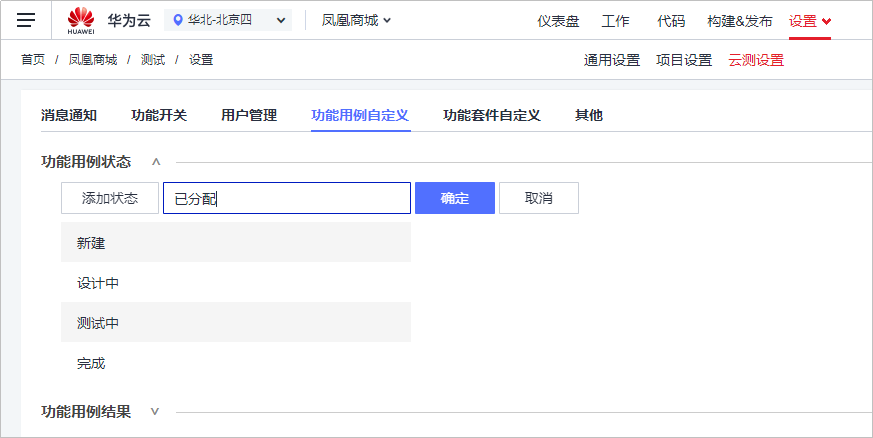 HUAWEI 华为云 华北-北京四 凤凰商城 仪表盘 工作 代码 构建&发布 设置
首页 / 凤凰商城 / 测试 / 设置 通用设置 项目设置 云测设置
消息通知 功能开关 用户管理 功能用例自定义 功能套件自定义 其他
功能用例状态
添加状态 已分配 确定 取消
新建
设计中
测试中
完成
功能用例结果